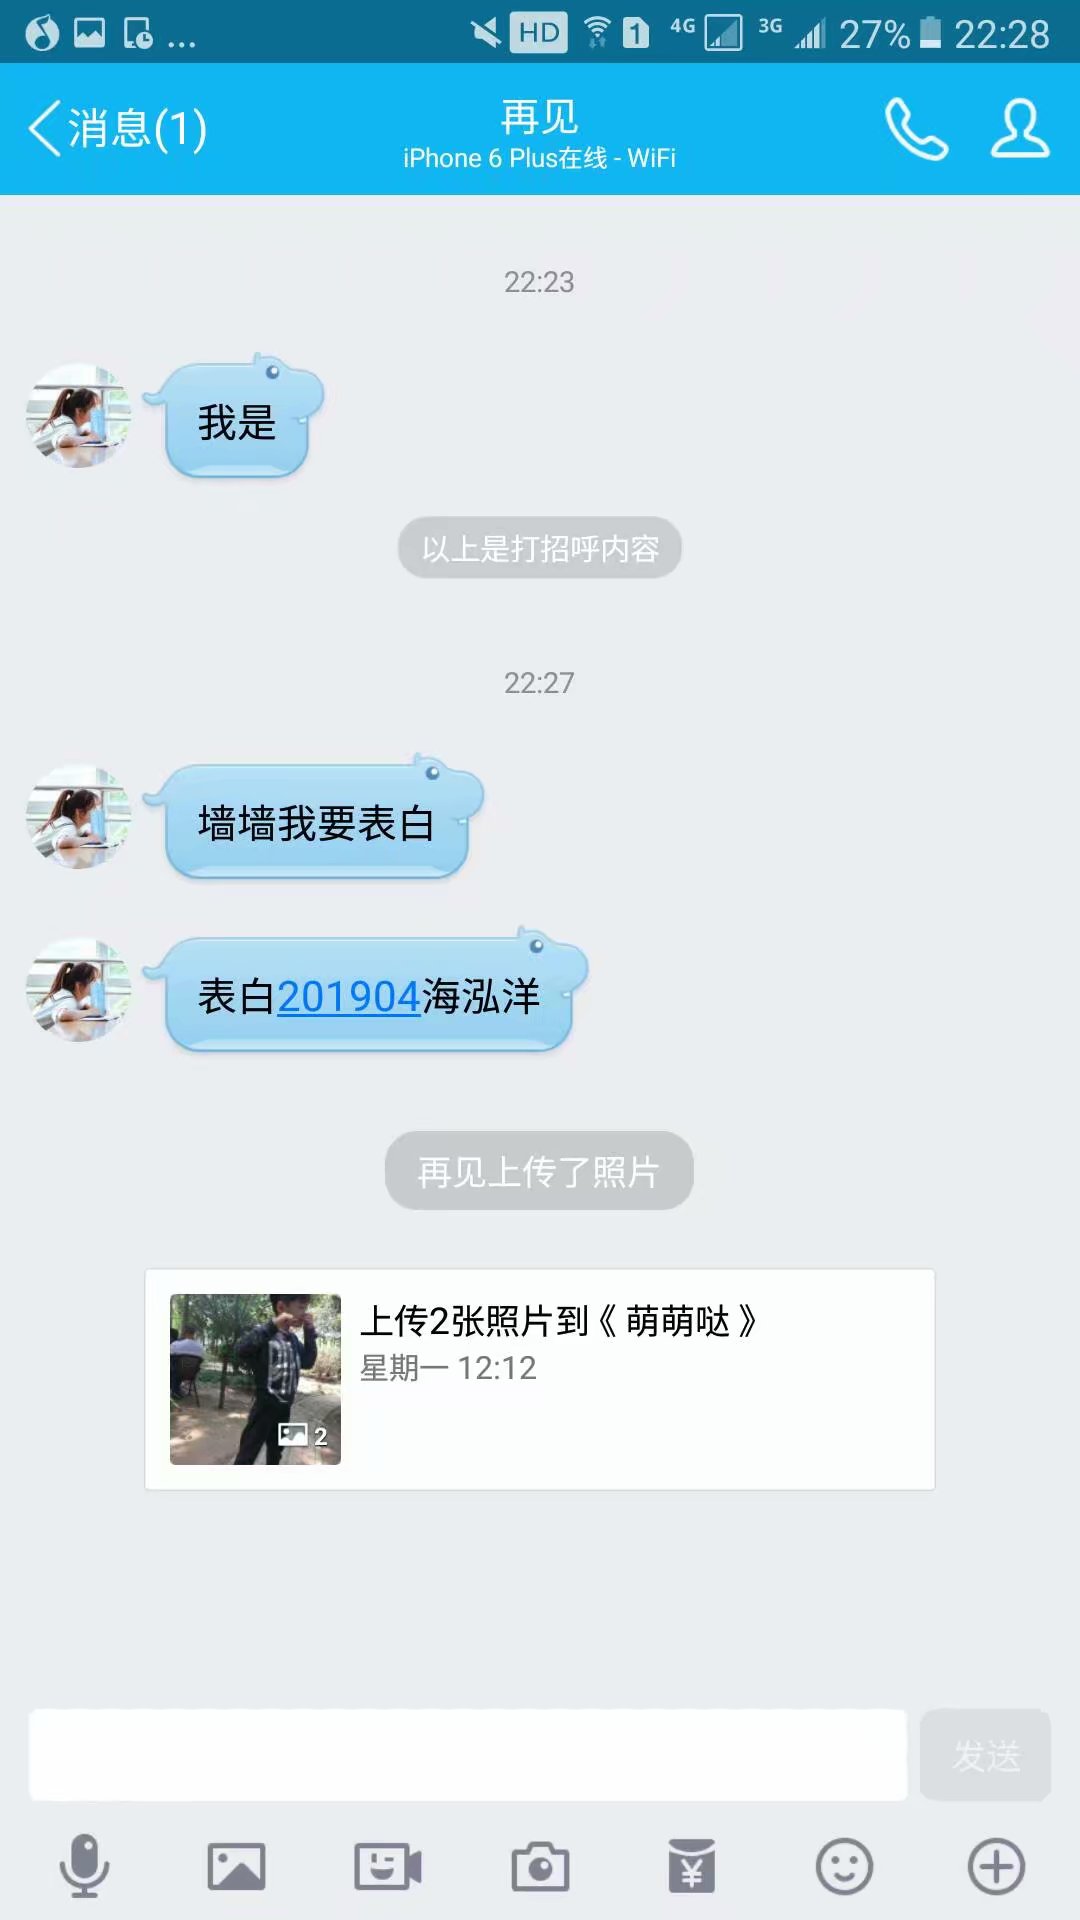 HD 1 4G 3G 27% 22:28
消息(1)
再见
iPhone 6 Plus在线 - WiFi
22:23
我是
以上是打招呼内容
22:27
墙墙我要表白
表白201904海泓洋
再见上传了照片
上传2张照片到《 萌萌哒 》
星期一 12:12
2
发送